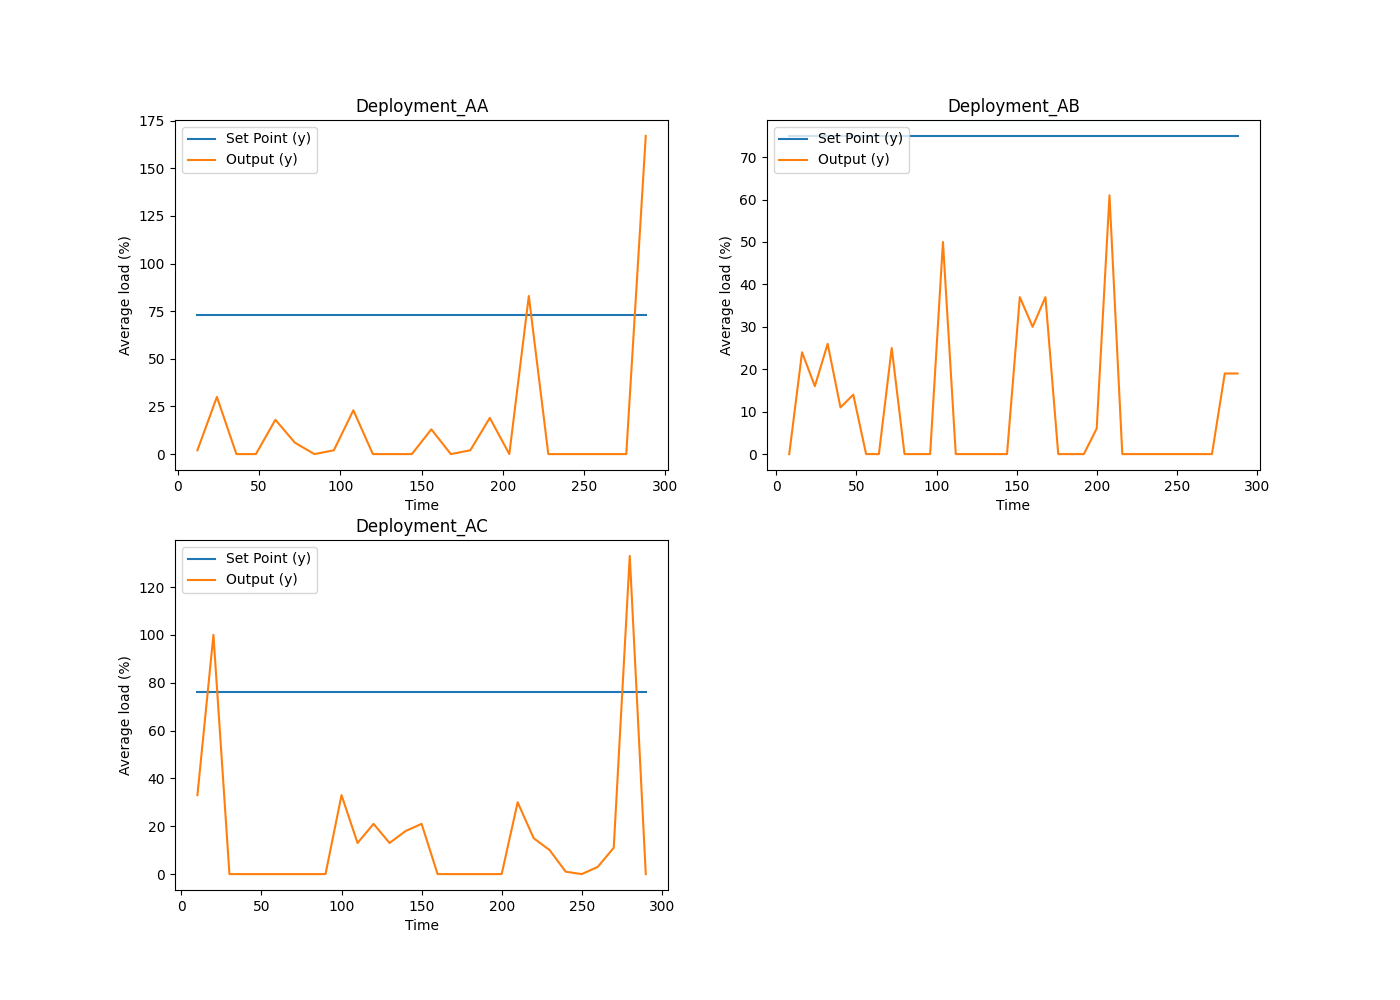 Deployment_AA
Set Point (y)
Output (y)
Average load (%)
175
150
125
100
75
50
25
0
0 50 100 150 200 250 300
Time
Deployment_AB
Set Point (y)
Output (y)
Average load (%)
70
60
50
40
30
20
10
0
0 50 100 150 200 250 300
Time
Deployment_AC
Set Point (y)
Output (y)
Average load (%)
120
100
80
60
40
20
0
0 50 100 150 200 250 300
Time